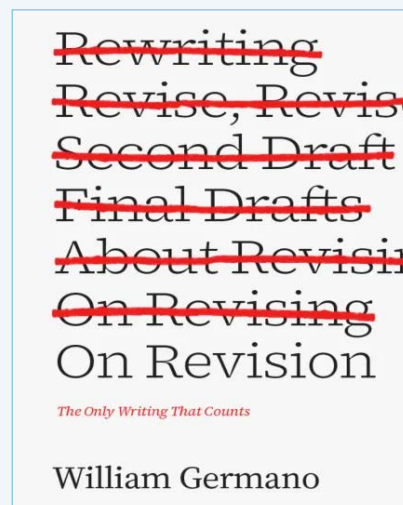 Rewriting
Revise, Revis
Second Draft
Final Drafts
About Revisi
On Revising
On Revision
The Only Writing That Counts
William Germano